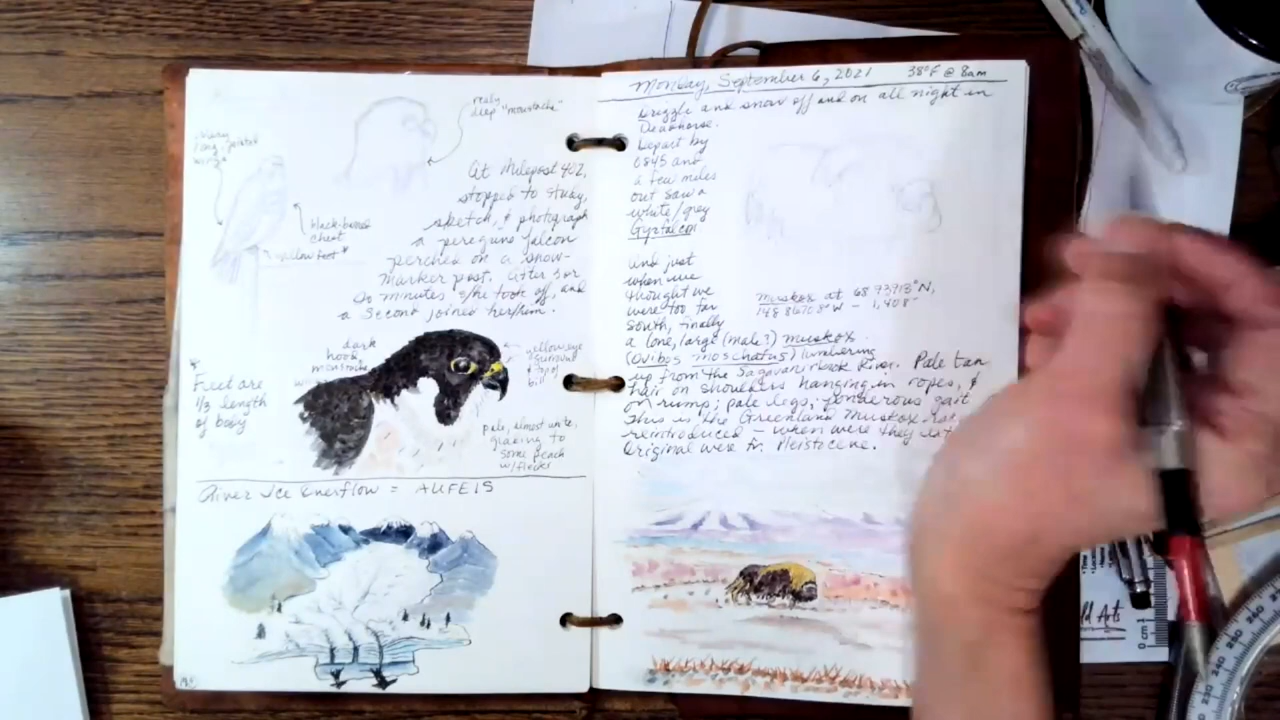 really
deep "moustache"
many
long, pointed
wings
At Milepost 402,
stopped to study,
sketch, & photograph
a peregrine falcon
perched on a snow-
marker post. After 3 or
so minutes s/he took off, and
a second joined her/him.
chest
yellow feet
dark
hood
yellow eye
surround
& top of
bill
Feet are
1/3 length
of body
pale, almost white,
grading to
some peach
w/flecks
River Ice Overflow = AUFEIS
Monday, September 6, 2021 38°F @ 8am
Drizzle and snow off and on all night in
Deadhorse.
Depart by
0845 and
a few miles
out saw a
white/grey
Gyrfalcon
And just
when we
thought we
were too far
south, finally
a lone, large (male?) muskox
(Ovibos moschatus) lumbering
up from the Sagavanirktok River. Pale tan
hair on shoulders hanging in ropes, &
on rump; pale legs, ponderous gait
This is the Greenland Muskox
reintroduced – when were they
Original were fr. Pleistocene.
Muskox at 68.93913°N,
148.86708°W – 1,408'